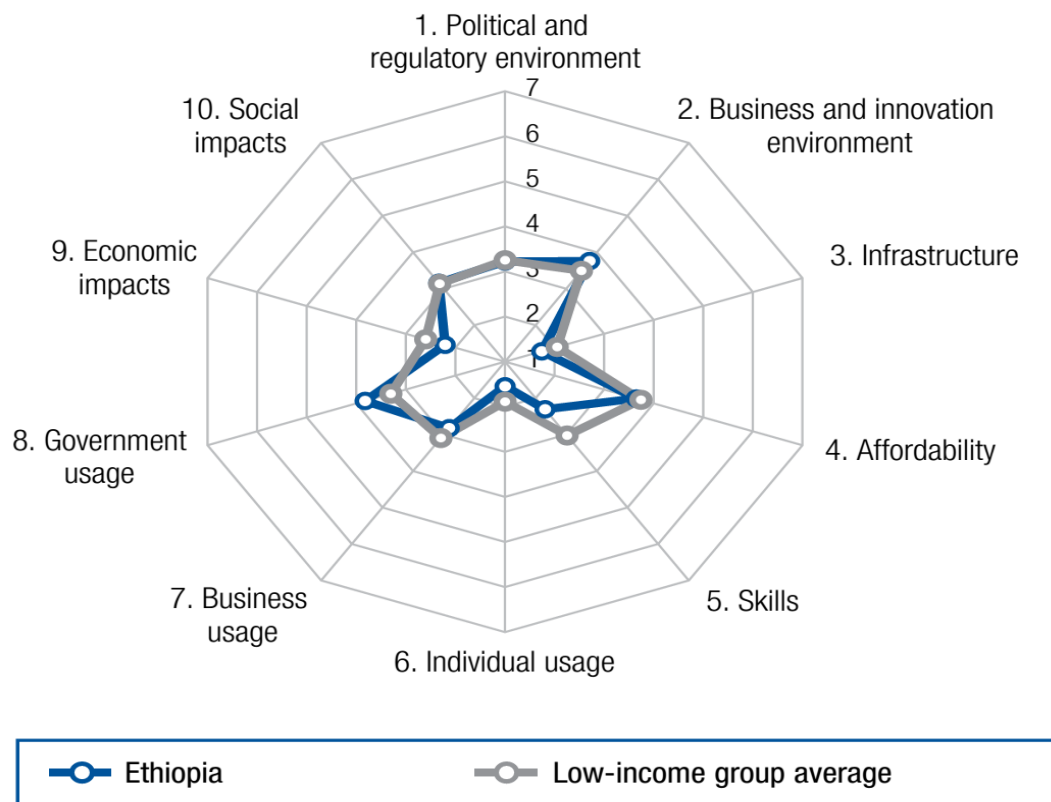 1. Political and
regulatory environment
2. Business and innovation
environment
3. Infrastructure
4. Affordability
5. Skills
6. Individual usage
7. Business
usage
8. Government
usage
9. Economic
impacts
10. Social
impacts
7
6
5
4
3
2
1
Ethiopia
Low-income group average